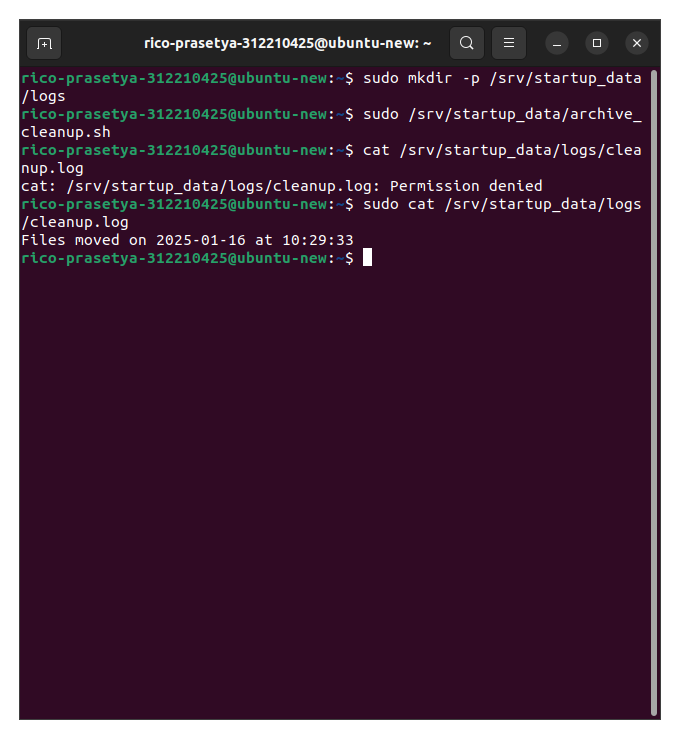 rico-prasetya-312210425@ubuntu-new: ~
rico-prasetya-312210425@ubuntu-new:~$ sudo mkdir -p /srv/startup_data
/logs
rico-prasetya-312210425@ubuntu-new:~$ sudo /srv/startup_data/archive_
cleanup.sh
rico-prasetya-312210425@ubuntu-new:~$ cat /srv/startup_data/logs/clea
nup.log
cat: /srv/startup_data/logs/cleanup.log: Permission denied
rico-prasetya-312210425@ubuntu-new:~$ sudo cat /srv/startup_data/logs
/cleanup.log
Files moved on 2025-01-16 at 10:29:33
rico-prasetya-312210425@ubuntu-new:~$